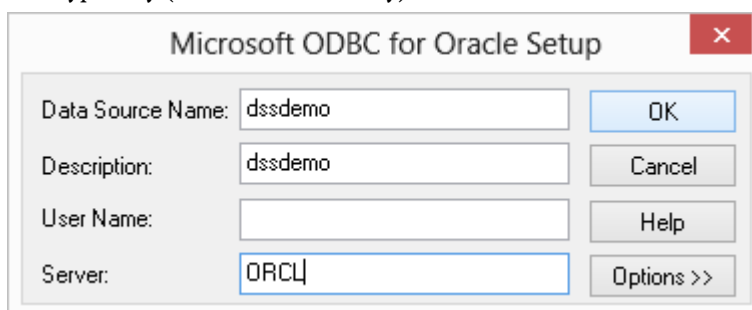 Microsoft ODBC for Oracle Setup
Data Source Name: dssdemo OK
Description: dssdemo Cancel
User Name: Help
Server: ORCL Options >>